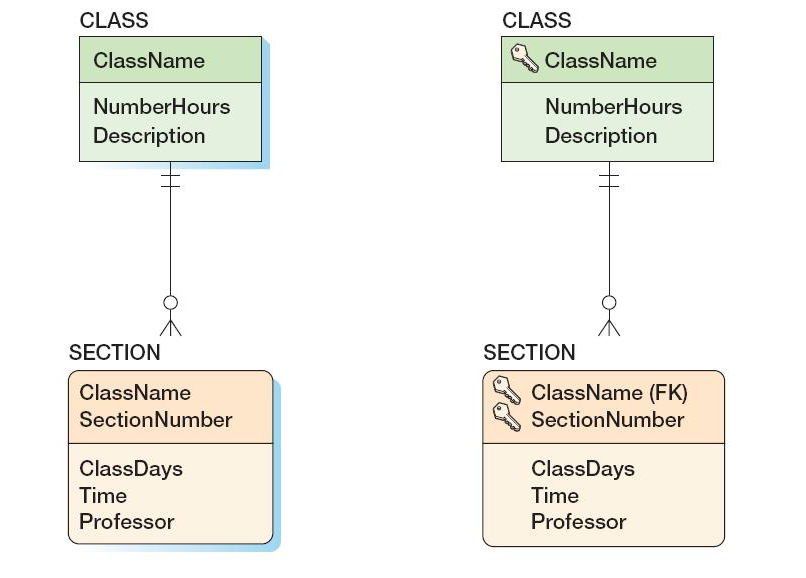 CLASS
ClassName
NumberHours
Description
SECTION
ClassName
SectionNumber
ClassDays
Time
Professor
CLASS
ClassName
NumberHours
Description
SECTION
ClassName (FK)
SectionNumber
ClassDays
Time
Professor